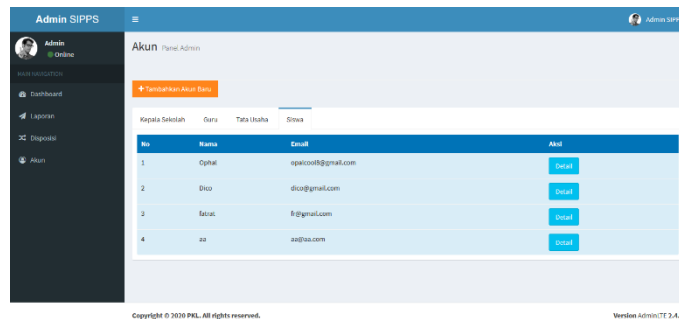 Admin SIPPS
Admin SIPP
Admin
Online
Akun Panel Admin
MAIN NAVIGATION
Dashboard
Laporan
Disposisi
Akun
+ Tambahkan Akun Baru
Kepala Sekolah Guru Tata Usaha Siswa
No Nama Email Aksi
1 Ophal opalcool8@gmail.com Detail
2 Dico dico@gmail.com Detail
3 fatrat fr@gmail.com Detail
4 aa aa@aa.com Detail
Copyright © 2020 PKL. All rights reserved.
Version AdminLTE 2.4.